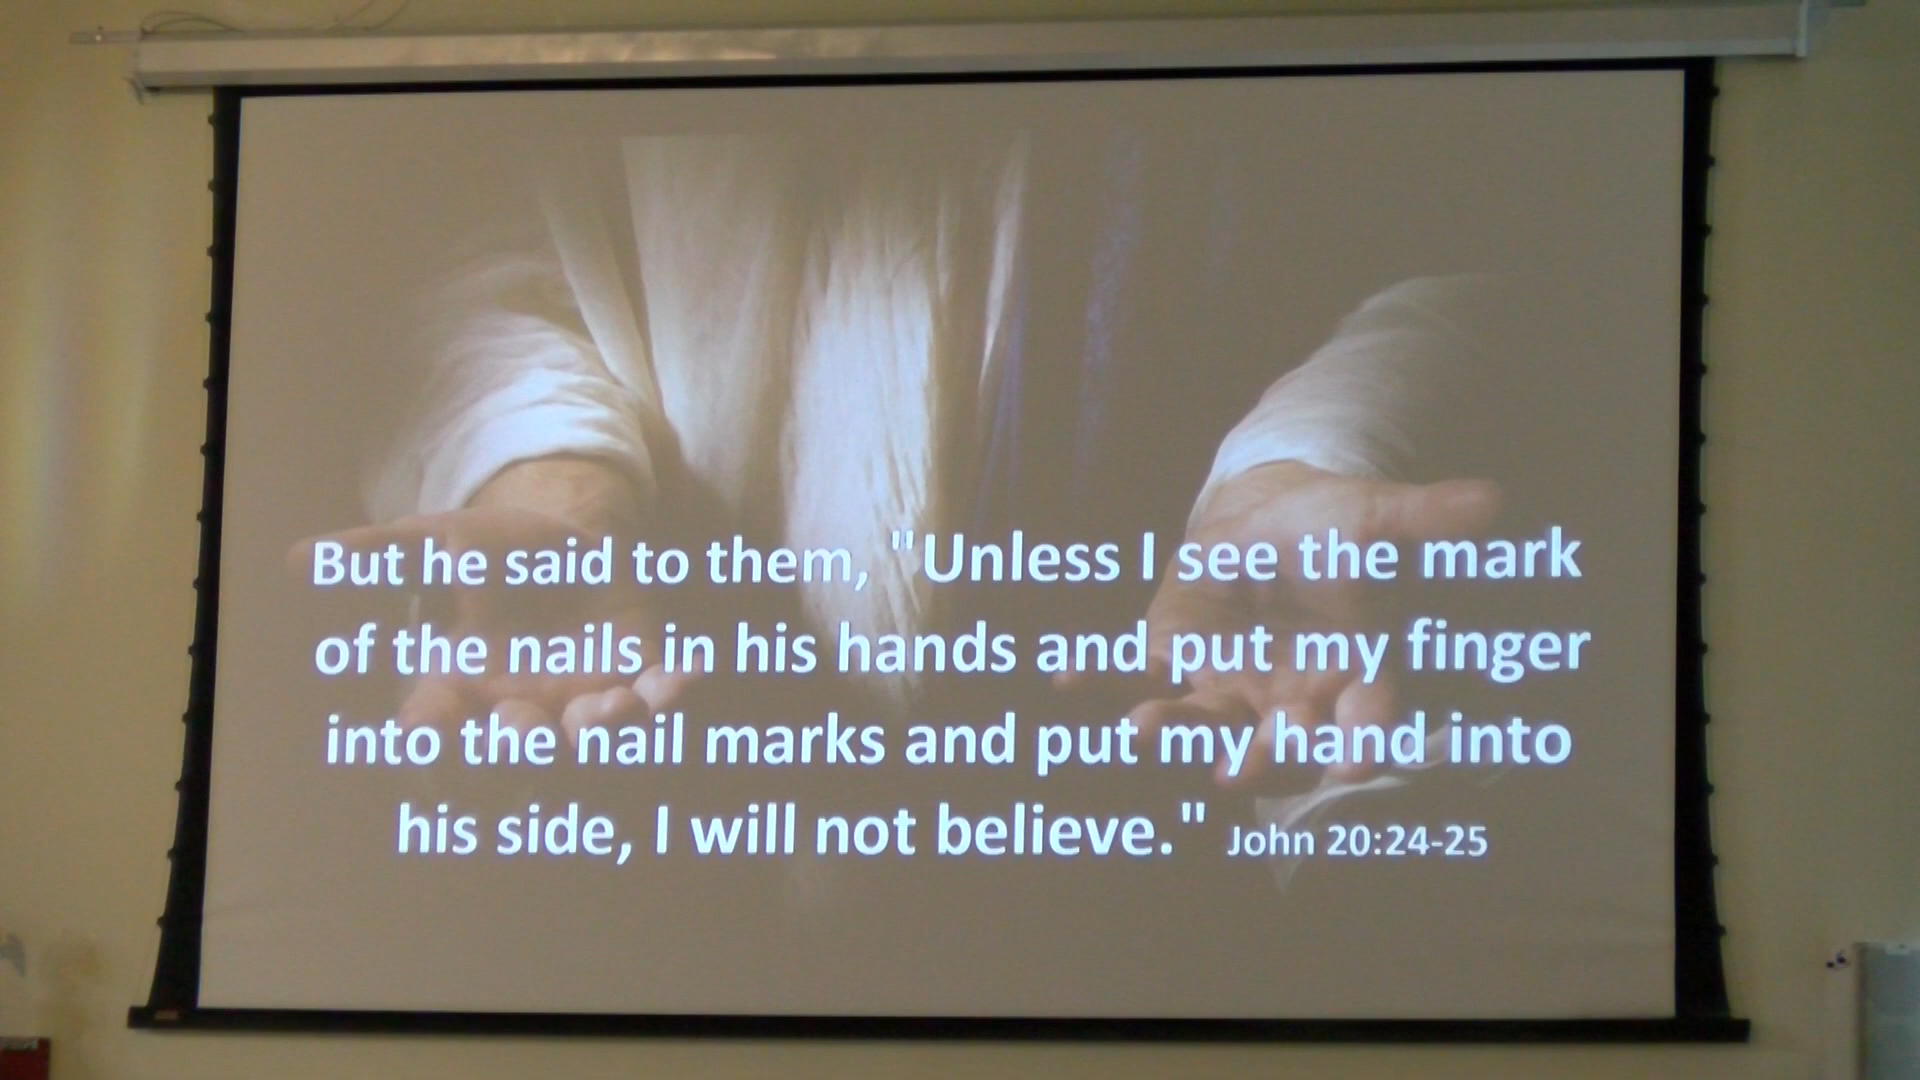 But he said to them, "Unless I see the mark
of the nails in his hands and put my finger
into the nail marks and put my hand into
his side, I will not believe." John 20:24-25